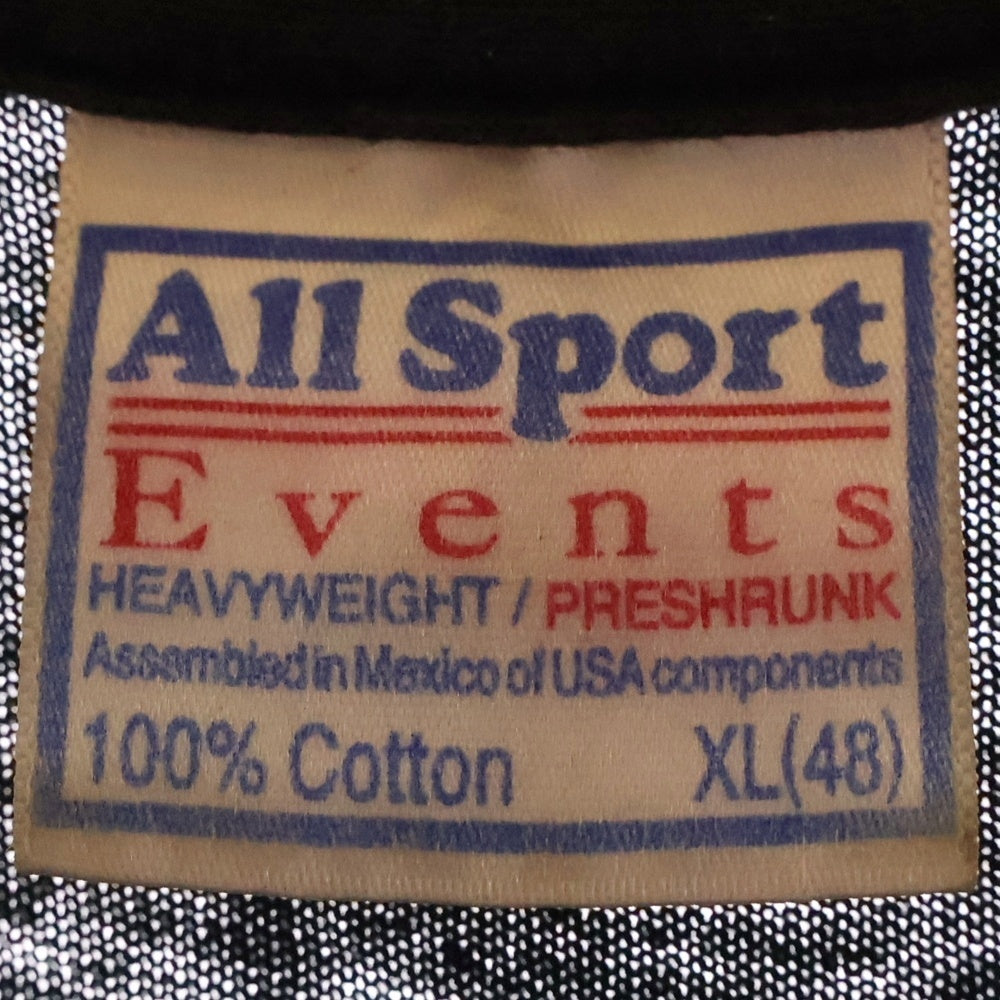 All Sport
Events
HEAVYWEIGHT / PRESHRUNK
Assembled in Mexico of USA components
100% Cotton XL(48)